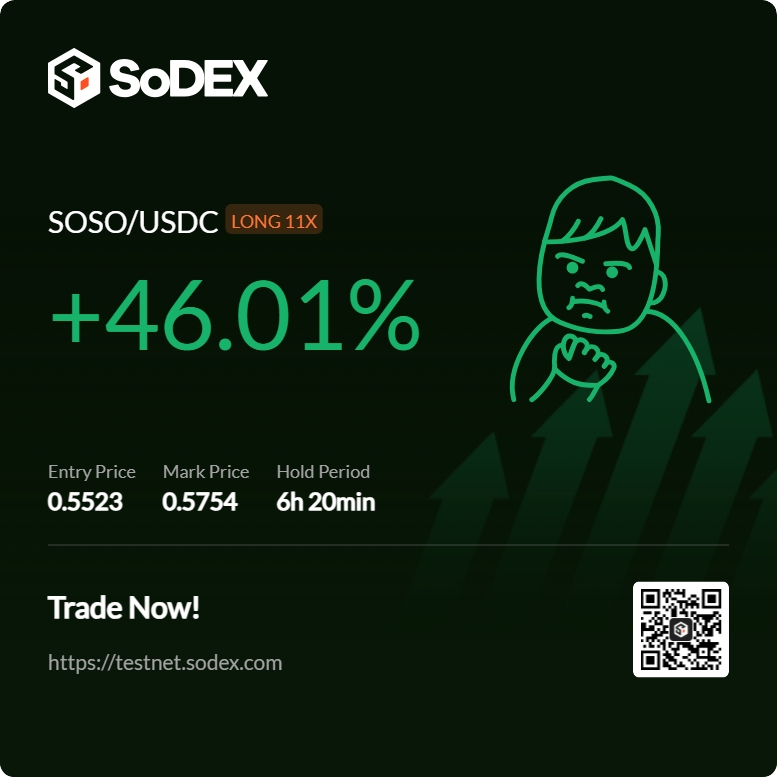 SoDEX
SOSO/USDC LONG 11X
+46.01%
Entry Price Mark Price Hold Period
0.5523 0.5754 6h 20min
Trade Now!
https://testnet.sodex.com